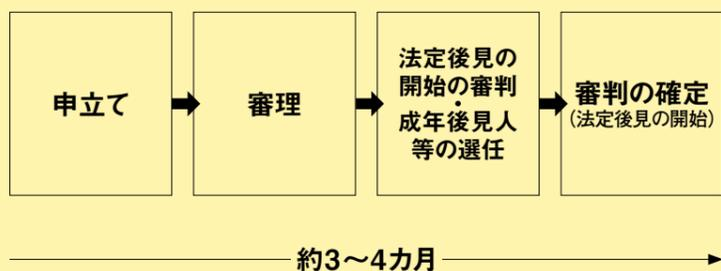 申立て
審理
法定後見の
開始の審判
・
成年後見人
等の選任
審判の確定
(法定後見の開始)
約3〜4カ月